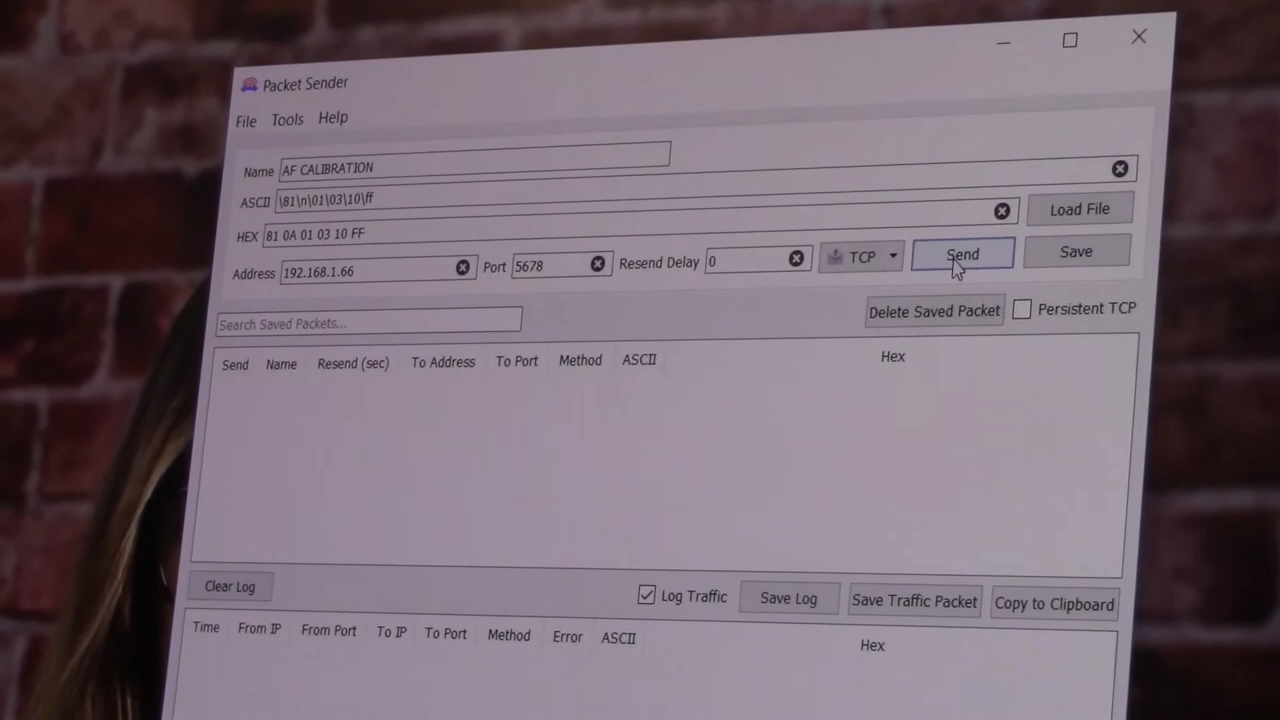 Packet Sender
File Tools Help
Name AF CALIBRATION
ASCII \81\n\01\03\10\ff
HEX 81 0A 01 03 10 FF Load File
Address 192.168.1.66 Port 5678 Resend Delay 0 TCP Send Save
Search Saved Packets... Delete Saved Packet Persistent TCP
Send Name Resend (sec) To Address To Port Method ASCII Hex
Clear Log Log Traffic Save Log Save Traffic Packet Copy to Clipboard
Time From IP From Port To IP To Port Method Error ASCII Hex